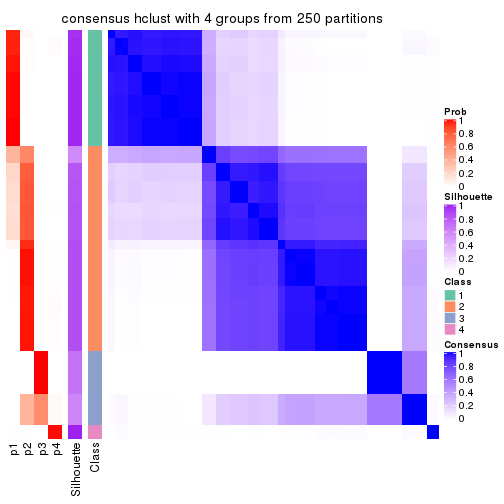 consensus hclust with 4 groups from 250 partitions
Prob
1
0.8
0.6
0.4
0.2
0
Silhouette
1
0.8
0.6
0.4
0.2
0
Class
1
2
3
4
Consensus
1
0.8
0.6
0.4
0.2
0
p1
p2
p3
p4
Silhouette
Class